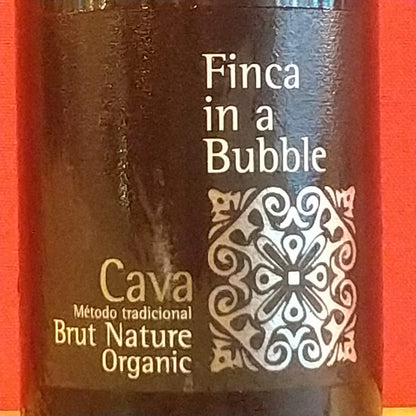 Finca
in a
Bubble
Cava
Método tradicional
Brut Nature
Organic